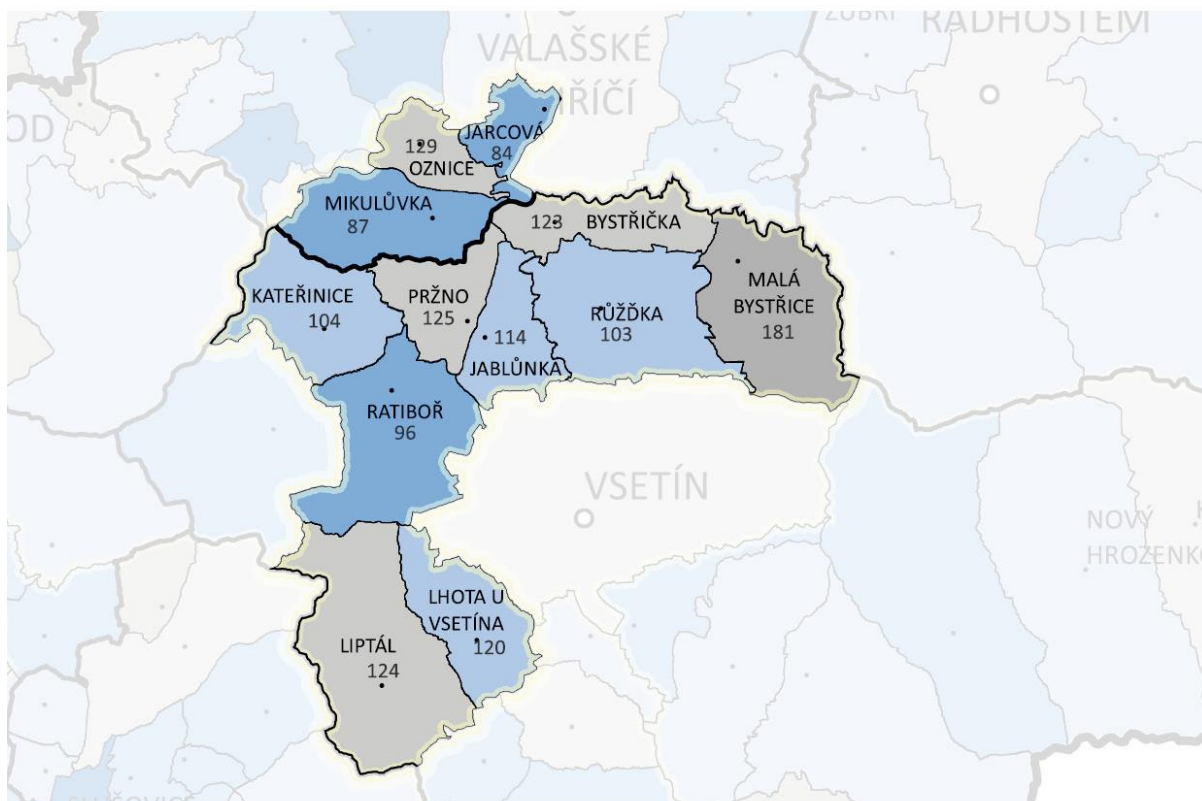 ZUBŘÍ
RADHOŠTĚM
VALAŠSKÉ
JARCOVÁ
84
129
OZNICE
MIKULŮVKA
87
123
BYSTŘIČKA
KATEŘINICE
104
PRŽNO
125
114
JABLŮNKA
RŮŽĎKA
103
MALÁ
BYSTŘICE
181
RATIBOŘ
96
VSETÍN
NOVÝ
LIPTÁL
124
LHOTA U
VSETÍNA
120